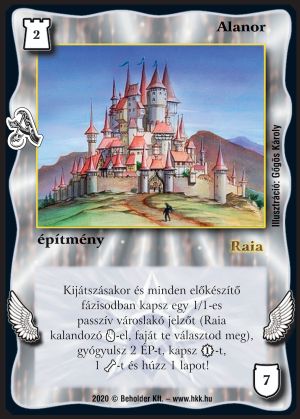 2
Alanor
Illusztráció: Gógós Károly
építmény
Raia
Kijátszásakor és minden előkészítő
fázisodban kapsz egy 1/1-es
passzív városlakó jelzőt (Raia
kalandozó -el, faját te választod meg),
gyógyulsz 2 ÉP-t, kapsz 1-t,
1 -t és húzz 1 lapot!
7
2020 © Beholder Kft. – www.hkk.hu